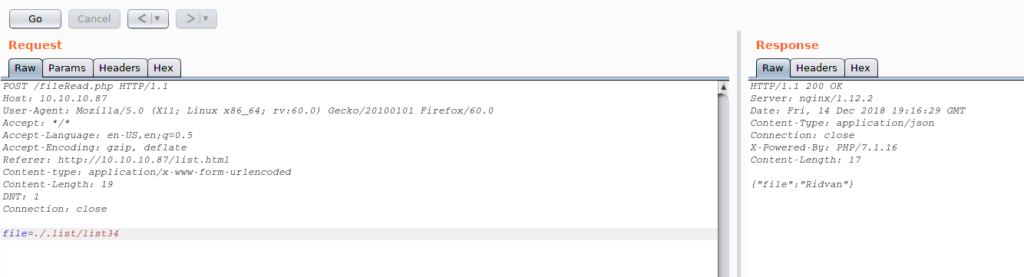 Go Cancel < ▼ > ▼
Request
Raw Params Headers Hex
POST /fileRead.php HTTP/1.1
Host: 10.10.10.87
User-Agent: Mozilla/5.0 (X11; Linux x86_64; rv:60.0) Gecko/20100101 Firefox/60.0
Accept: */*
Accept-Language: en-US,en;q=0.5
Accept-Encoding: gzip, deflate
Referer: http://10.10.10.87/list.html
Content-type: application/x-www-form-urlencoded
Content-Length: 19
DNT: 1
Connection: close
file=./.list/list34
Response
Raw Headers Hex
HTTP/1.1 200 OK
Server: nginx/1.12.2
Date: Fri, 14 Dec 2018 19:16:29 GMT
Content-Type: application/json
Connection: close
X-Powered-By: PHP/7.1.16
Content-Length: 17
{"file":"Ridvan"}